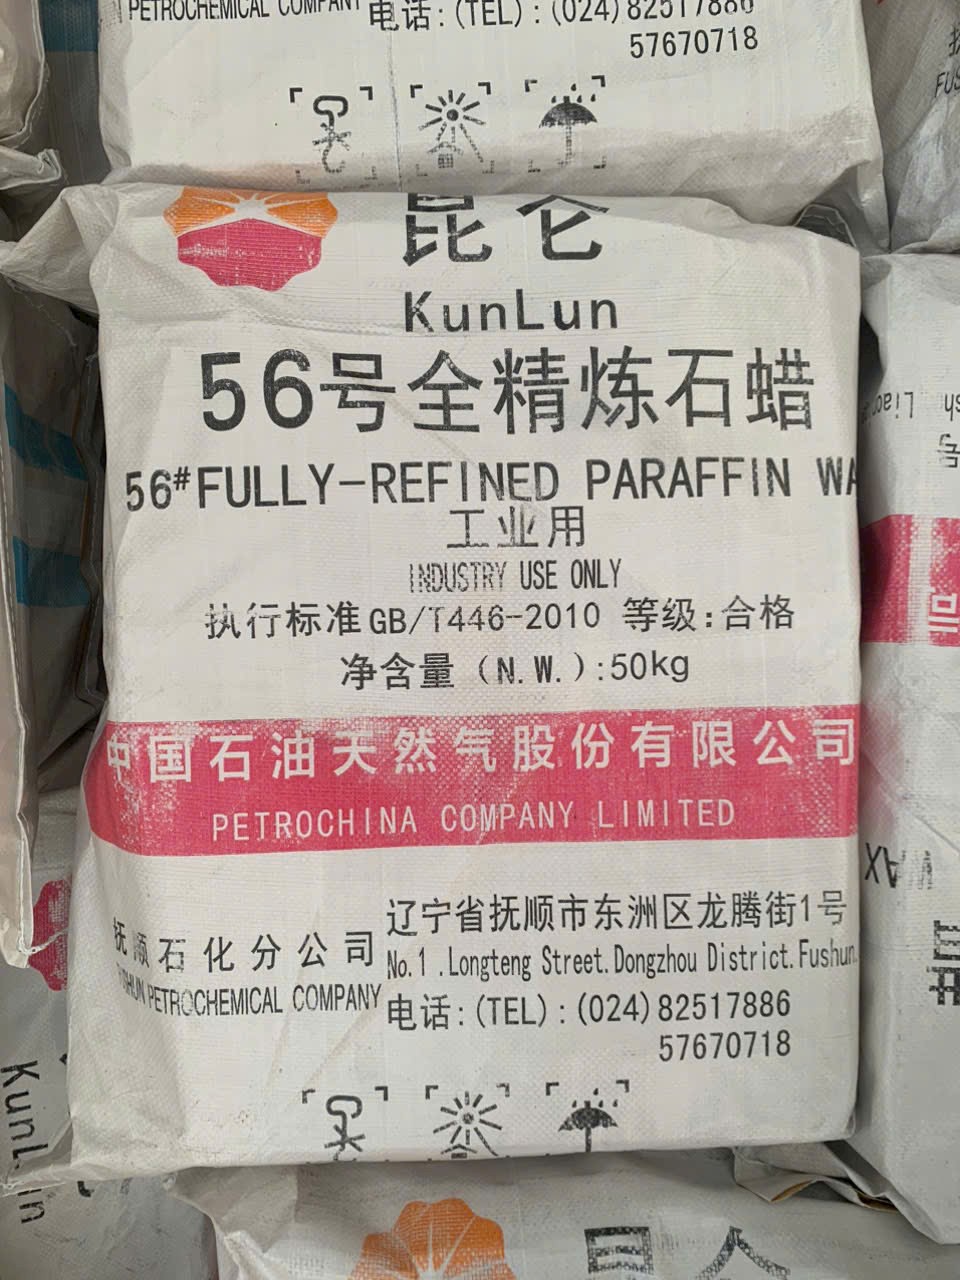 PETROCHEMICAL COMPANY
电话:(TEL):(024)82517886
57670718
昆仑
KunLun
56号全精炼石蜡
56#FULLY-REFINED PARAFFIN WA
工业用
INDUSTRY USE ONLY
执行标准GB/T446-2010 等级:合格
净含量(N.W.):50kg
中国石油天然气股份有限公司
PETROCHINA COMPANY LIMITED
抚顺石化分公司
FUSHUN PETROCHEMICAL COMPANY
辽宁省抚顺市东洲区龙腾街1号
No.1 .Longteng Street.Dongzhou District.Fushun.
电话:(TEL):(024)82517886
57670718
KunLun
WAX
昆仑